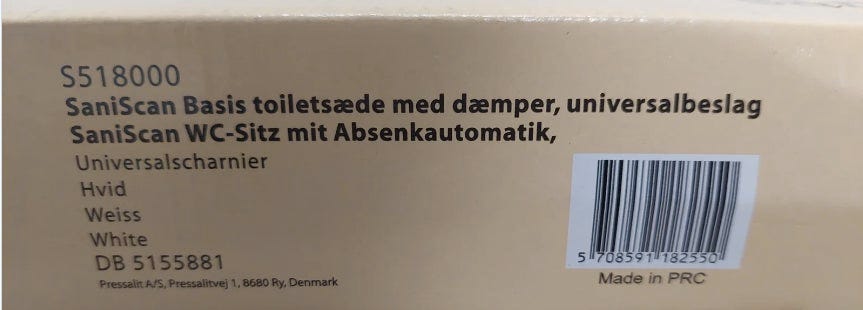 S518000
SaniScan Basis toiletsæde med dæmper, universalbeslag
SaniScan WC-Sitz mit Absenkautomatik,
Universalscharnier
Hvid
Weiss
White
DB 5155881
Pressalit A/S, Pressalitvej 1, 8680 Ry, Denmark
5 708591 182550
Made in PRC